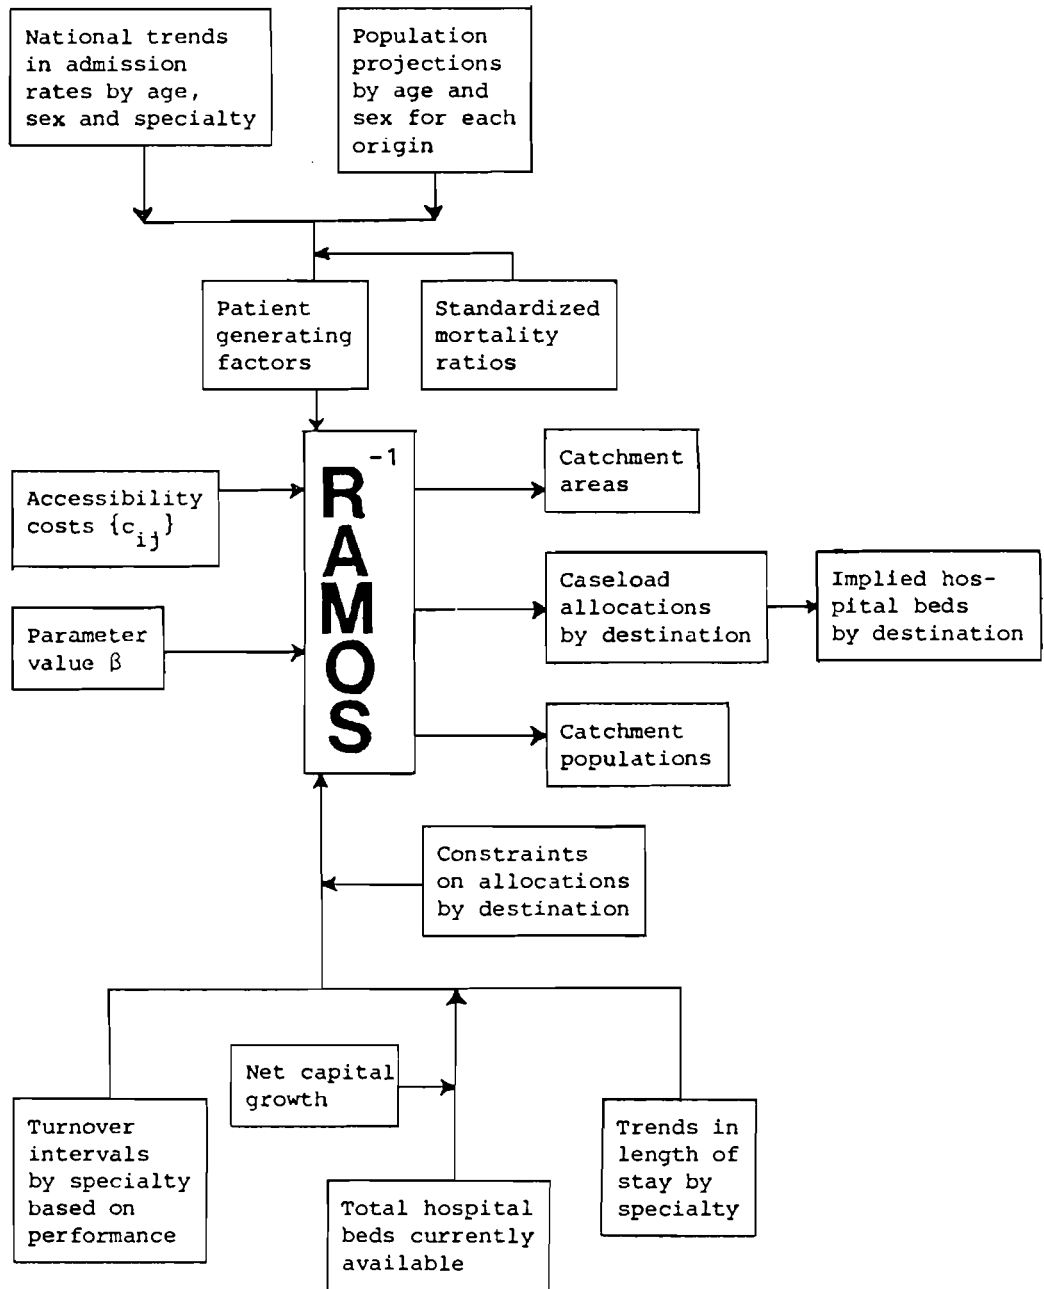 National trends
in admission
rates by age,
sex and specialty
Population
projections
by age and
sex for each
origin
Patient
generating
factors
Standardized
mortality
ratios
Accessibility
costs {c_ij}
Parameter
value β
RAMOS⁻¹
Catchment
areas
Caseload
allocations
by destination
Implied hos-
pital beds
by destination
Catchment
populations
Constraints
on allocations
by destination
Net capital
growth
Turnover
intervals
by specialty
based on
performance
Total hospital
beds currently
available
Trends in
length of
stay by
specialty